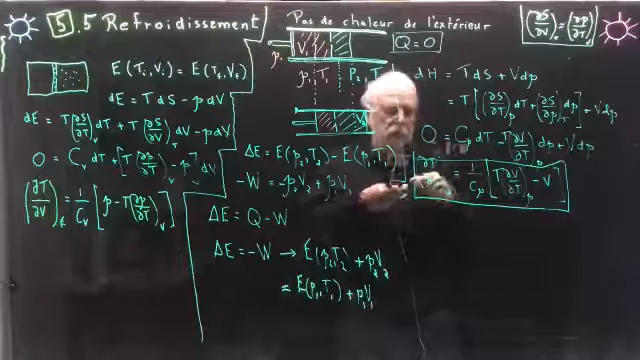 5.5 Refroidissement
Pas de chaleur de l'extérieur
Q = 0
(∂S/∂V)_T = (∂p/∂T)_V
E(T_i, V_i) = E(T_f, V_f)
dE = TdS - pdV
dE = T(∂S/∂T)_V dT + T(∂S/∂V)_T dV - pdV
0 = C_V dT + [T(∂p/∂T)_V - p] dV
(∂T/∂V)_E = 1/C_V [p - T(∂p/∂T)_V]
p_1
V_1
p_1 T_1
P_2
V_2
ΔE = E(p_2, T_2) - E(p_1, T_1)
-W = -p_2V_2 + p_1V_1
ΔE = Q - W
ΔE = -W → E(p_2, T_2) + p_2V_2
= E(p_1, T_1) + p_1V_1
dH = TdS + Vdp
= T[(∂S/∂T)_p dT + (∂S/∂p)_T dp] + Vdp
0 = C_p dT - T(∂V/∂T)_p dp + Vdp
= 1/C_p [T(∂V/∂T)_p - V]